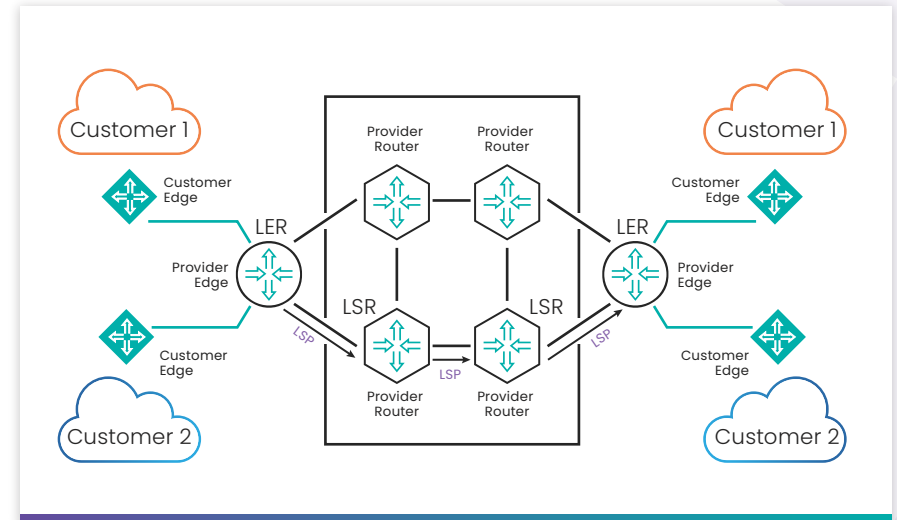 Customer 1
Customer 1
Provider
Router
Provider
Router
Customer
Edge
Customer
Edge
LER
LER
Provider
Edge
Provider
Edge
LSR
LSR
LSP
LSP
LSP
Customer
Edge
Customer
Edge
Provider
Router
Provider
Router
Customer 2
Customer 2